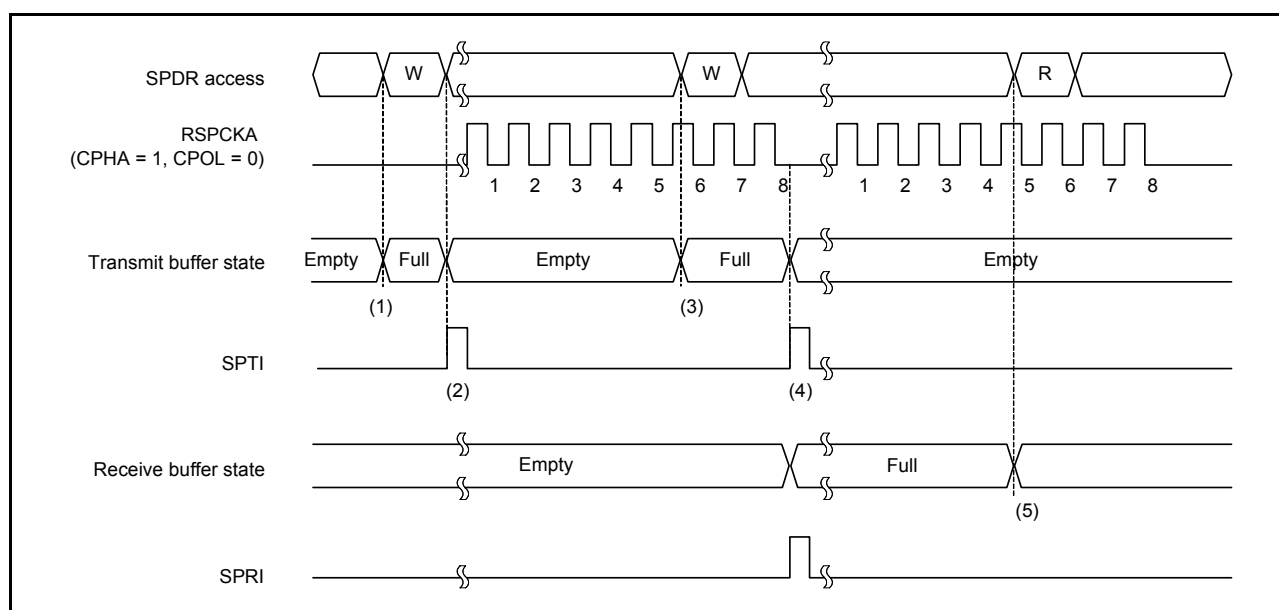 SPDR access
W
W
R
RSPCKA
(CPHA = 1, CPOL = 0)
1 2 3 4 5 6 7 8
1 2 3 4 5 6 7 8
Transmit buffer state
Empty
Full
Empty
Full
Empty
(1)
(3)
SPTI
(2)
(4)
Receive buffer state
Empty
Full
(5)
SPRI